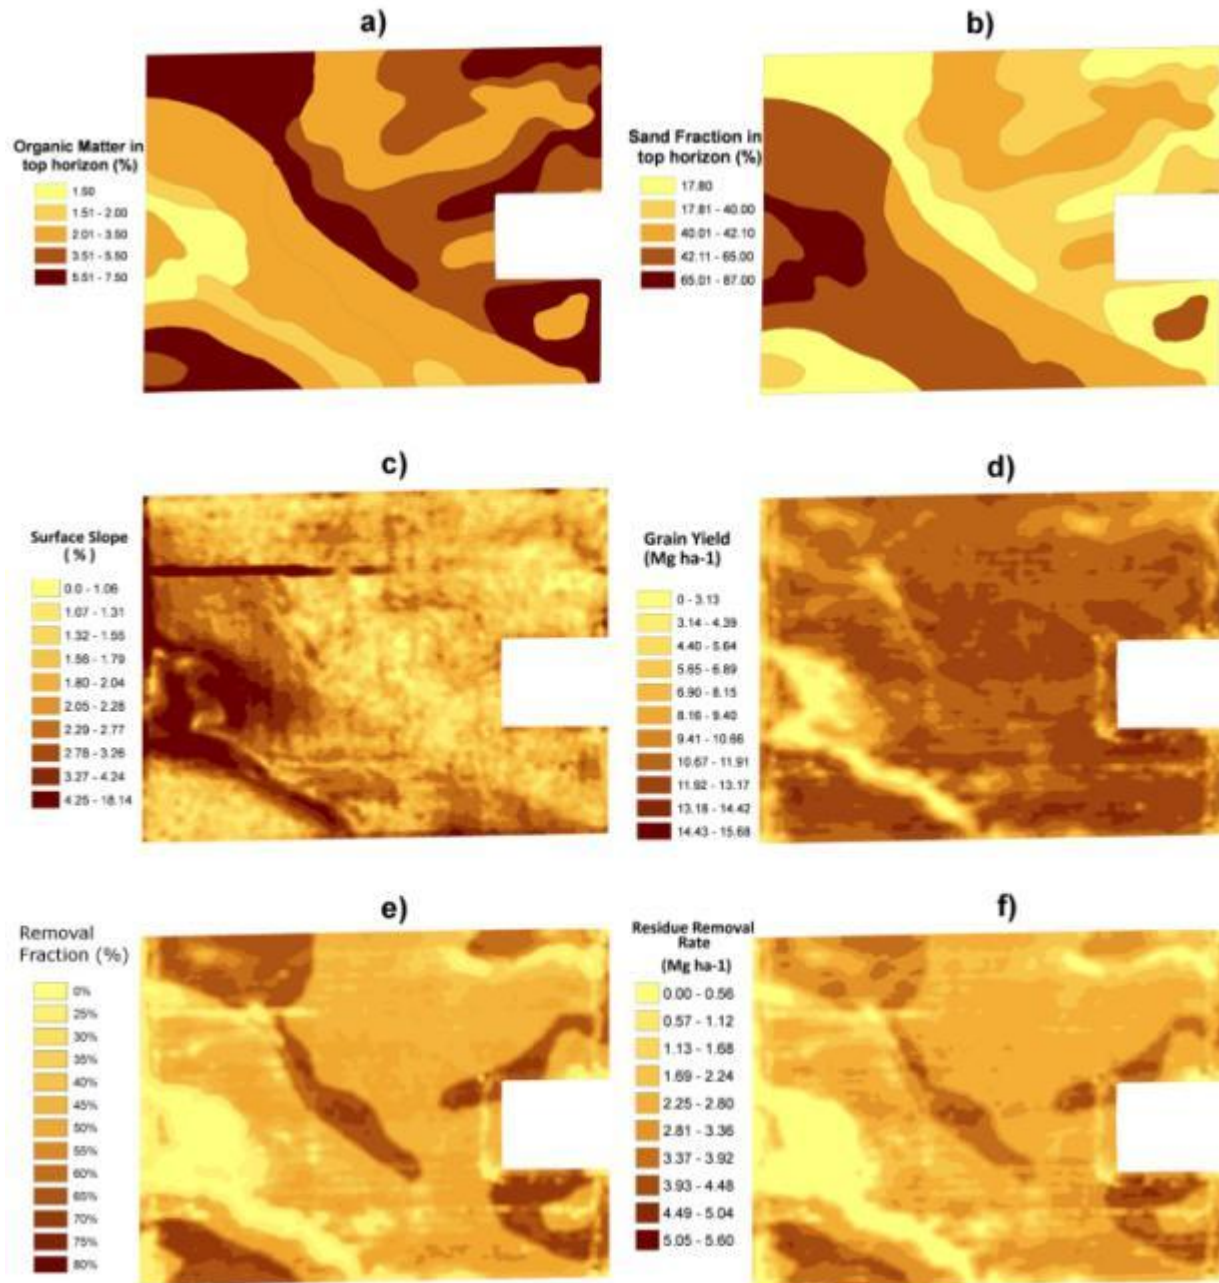 a)
Organic Matter in
top horizon (%)
1.50
1.51 - 2.00
2.01 - 3.50
3.51 - 5.50
5.51 - 7.50
b)
Sand Fraction in
top horizon (%)
17.80
17.81 - 40.00
40.01 - 42.10
42.11 - 65.00
65.01 - 87.00
c)
Surface Slope
( % )
0.0 - 1.06
1.07 - 1.31
1.32 - 1.55
1.56 - 1.79
1.80 - 2.04
2.05 - 2.28
2.29 - 2.77
2.78 - 3.26
3.27 - 4.24
4.25 - 18.14
d)
Grain Yield
(Mg ha-1)
0 - 3.13
3.14 - 4.39
4.40 - 5.64
5.65 - 6.89
6.90 - 8.15
8.16 - 9.40
9.41 - 10.66
10.67 - 11.91
11.92 - 13.17
13.18 - 14.42
14.43 - 15.68
e)
Removal
Fraction (%)
0%
25%
30%
35%
40%
45%
50%
55%
60%
65%
70%
75%
80%
f)
Residue Removal
Rate
(Mg ha-1)
0.00 - 0.56
0.57 - 1.12
1.13 - 1.68
1.69 - 2.24
2.25 - 2.80
2.81 - 3.36
3.37 - 3.92
3.93 - 4.48
4.49 - 5.04
5.05 - 5.60